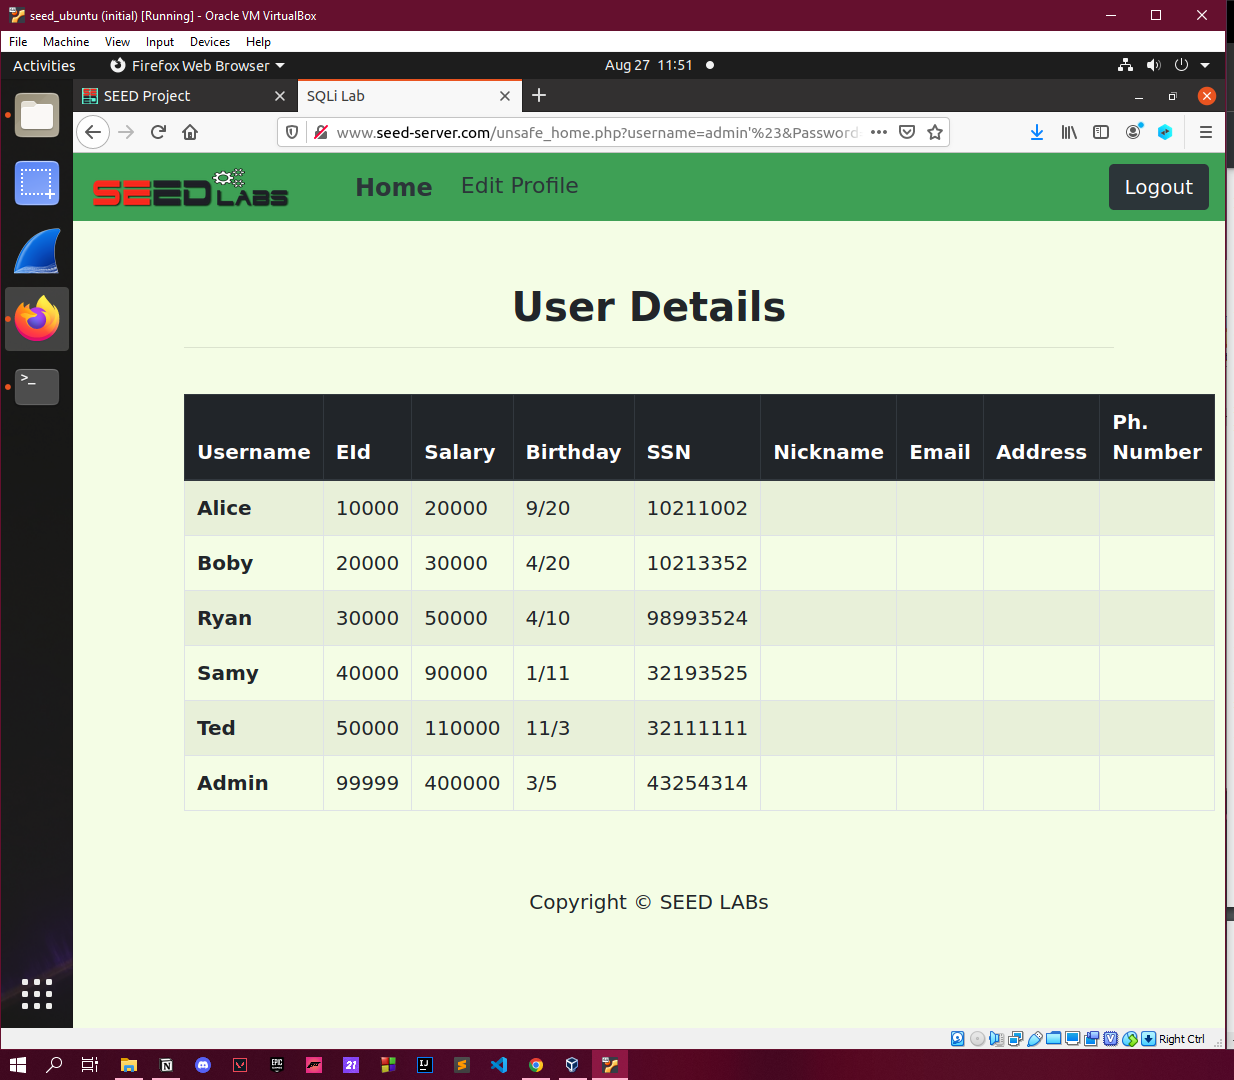 seed_ubuntu (initial) [Running] - Oracle VM VirtualBox
File Machine View Input Devices Help
Activities Firefox Web Browser Aug 27 11:51
SEED Project SQLi Lab
www.seed-server.com/unsafe_home.php?username=admin'%23&Password
SEED LABS Home Edit Profile Logout
User Details
Username EId Salary Birthday SSN Nickname Email Address Ph. Number
Alice 10000 20000 9/20 10211002
Boby 20000 30000 4/20 10213352
Ryan 30000 50000 4/10 98993524
Samy 40000 90000 1/11 32193525
Ted 50000 110000 11/3 32111111
Admin 99999 400000 3/5 43254314
Copyright © SEED LABs
Right Ctrl